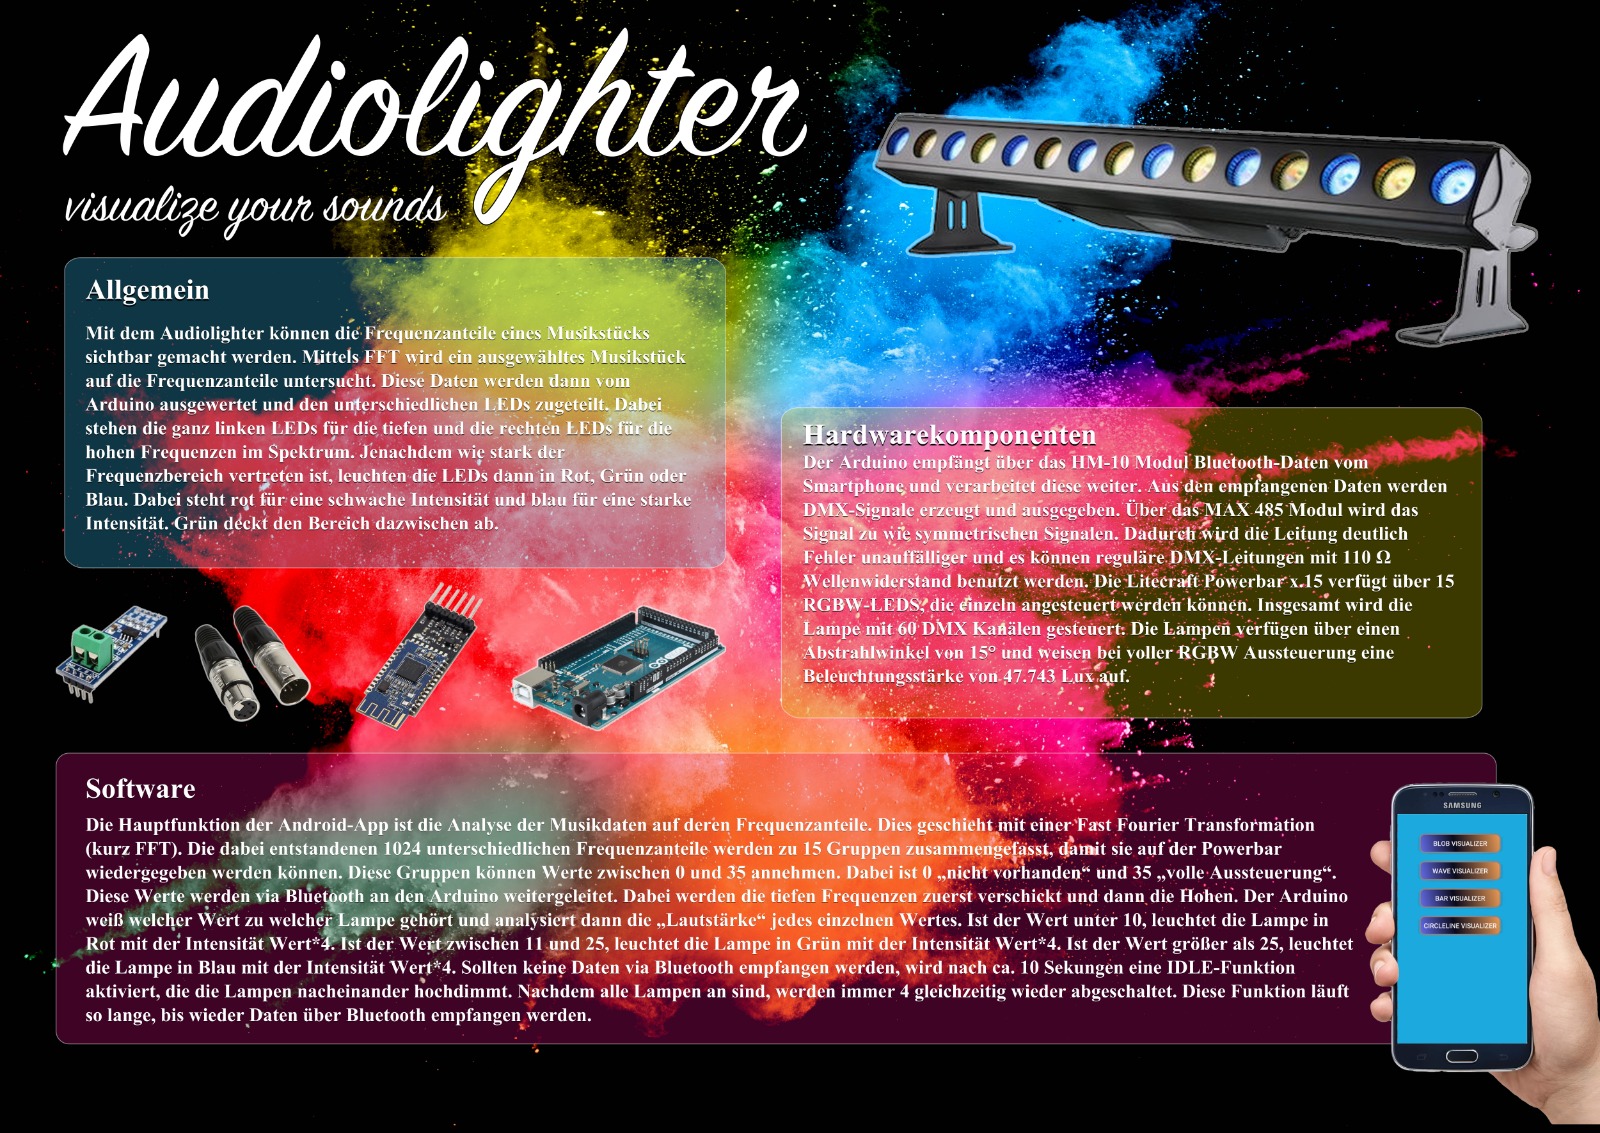 Audiolighter
visualize your sounds
Allgemein
Mit dem Audiolighter können die Frequenzanteile eines Musikstücks
sichtbar gemacht werden. Mittels FFT wird ein ausgewähltes Musikstück
auf die Frequenzanteile untersucht. Diese Daten werden dann vom
Arduino ausgewertet und den unterschiedlichen LEDs zugeteilt. Dabei
stehen die ganz linken LEDs für die tiefen und die rechten LEDs für die
hohen Frequenzen im Spektrum. Jenachdem wie stark der
Frequenzbereich vertreten ist, leuchten die LEDs dann in Rot, Grün oder
Blau. Dabei steht rot für eine schwache Intensität und blau für eine starke
Intensität. Grün deckt den Bereich dazwischen ab.
Hardwarekomponenten
Der Arduino empfängt über das HM-10 Modul Bluetooth-Daten vom
Smartphone und verarbeitet diese weiter. Aus den empfangenen Daten werden
DMX-Signale erzeugt und ausgegeben. Über das MAX 485 Modul wird das
Signal zu wie symmetrischen Signalen. Dadurch wird die Leitung deutlich
Fehler unauffälliger und es können reguläre DMX-Leitungen mit 110 Ω
Wellenwiderstand benutzt werden. Die Litecraft Powerbar x.15 verfügt über 15
RGBW-LEDS, die einzeln angesteuert werden können. Insgesamt wird die
Lampe mit 60 DMX Kanälen gesteuert. Die Lampen verfügen über einen
Abstrahlwinkel von 15° und weisen bei voller RGBW Aussteuerung eine
Beleuchtungsstärke von 47.743 Lux auf.
Software
Die Hauptfunktion der Android-App ist die Analyse der Musikdaten auf deren Frequenzanteile. Dies geschieht mit einer Fast Fourier Transformation
(kurz FFT). Die dabei entstandenen 1024 unterschiedlichen Frequenzanteile werden zu 15 Gruppen zusammengefasst, damit sie auf der Powerbar
wiedergegeben werden können. Diese Gruppen können Werte zwischen 0 und 35 annehmen. Dabei ist 0 „nicht vorhanden“ und 35 „volle Aussteuerung“.
Diese Werte werden via Bluetooth an den Arduino weitergeleitet. Dabei werden die tiefen Frequenzen zuerst verschickt und dann die Hohen. Der Arduino
weiß welcher Wert zu welcher Lampe gehört und analysiert dann die „Lautstärke“ jedes einzelnen Wertes. Ist der Wert unter 10, leuchtet die Lampe in
Rot mit der Intensität Wert*4. Ist der Wert zwischen 11 und 25, leuchtet die Lampe in Grün mit der Intensität Wert*4. Ist der Wert größer als 25, leuchtet
die Lampe in Blau mit der Intensität Wert*4. Sollten keine Daten via Bluetooth empfangen werden, wird nach ca. 10 Sekungen eine IDLE-Funktion
aktiviert, die die Lampen nacheinander hochdimmt. Nachdem alle Lampen an sind, werden immer 4 gleichzeitig wieder abgeschaltet. Diese Funktion läuft
so lange, bis wieder Daten über Bluetooth empfangen werden.
SAMSUNG
BLOB VISUALIZER
WAVE VISUALIZER
BAR VISUALIZER
CIRCLELINE VISUALIZER